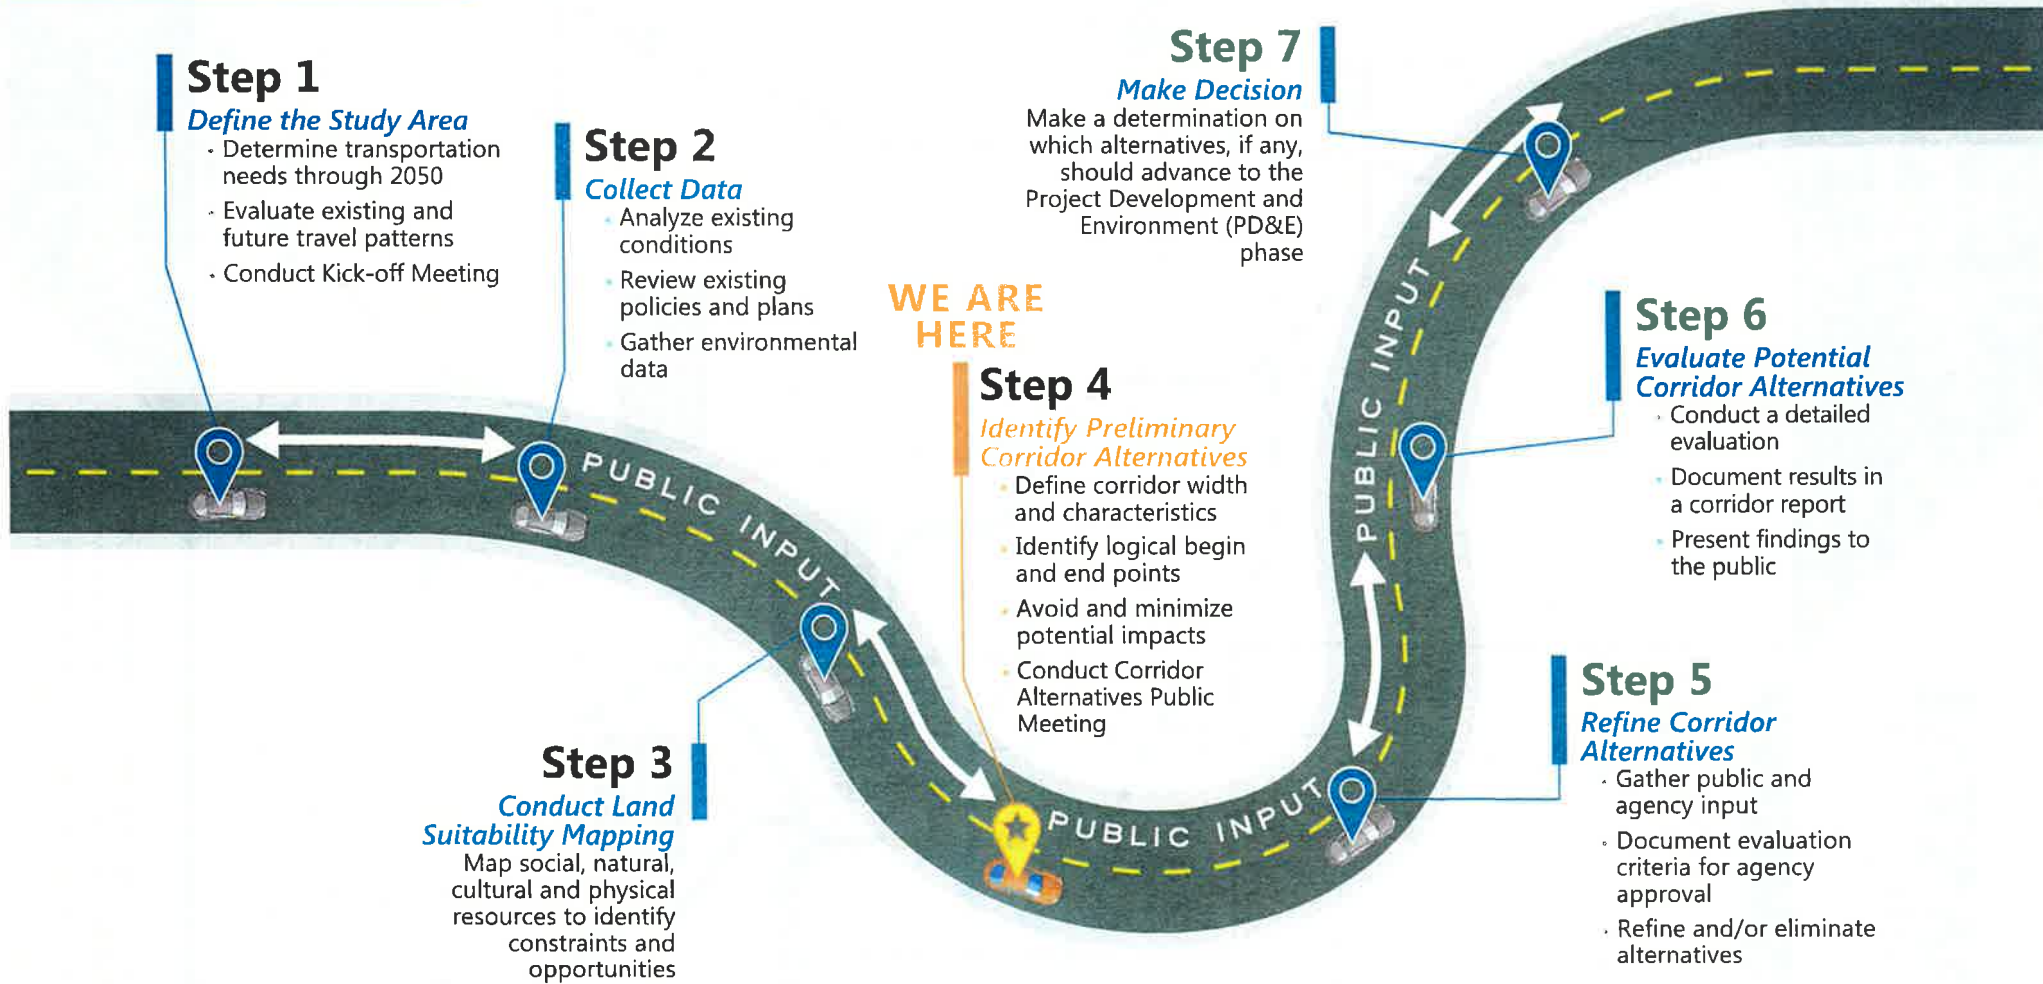 Step 1
Define the Study Area
· Determine transportation
needs through 2050
· Evaluate existing and
future travel patterns
· Conduct Kick-off Meeting
Step 2
Collect Data
· Analyze existing
conditions
· Review existing
policies and plans
· Gather environmental
data
PUBLIC INPUT
Step 3
Conduct Land
Suitability Mapping
Map social, natural,
cultural and physical
resources to identify
constraints and
opportunities
WE ARE
HERE
Step 4
Identify Preliminary
Corridor Alternatives
· Define corridor width
and characteristics
· Identify logical begin
and end points
· Avoid and minimize
potential impacts
· Conduct Corridor
Alternatives Public
Meeting
PUBLIC INPUT
Step 5
Refine Corridor
Alternatives
· Gather public and
agency input
· Document evaluation
criteria for agency
approval
· Refine and/or eliminate
alternatives
PUBLIC INPUT
Step 6
Evaluate Potential
Corridor Alternatives
· Conduct a detailed
evaluation
· Document results in
a corridor report
· Present findings to
the public
Step 7
Make Decision
Make a determination on
which alternatives, if any,
should advance to the
Project Development and
Environment (PD&E)
phase